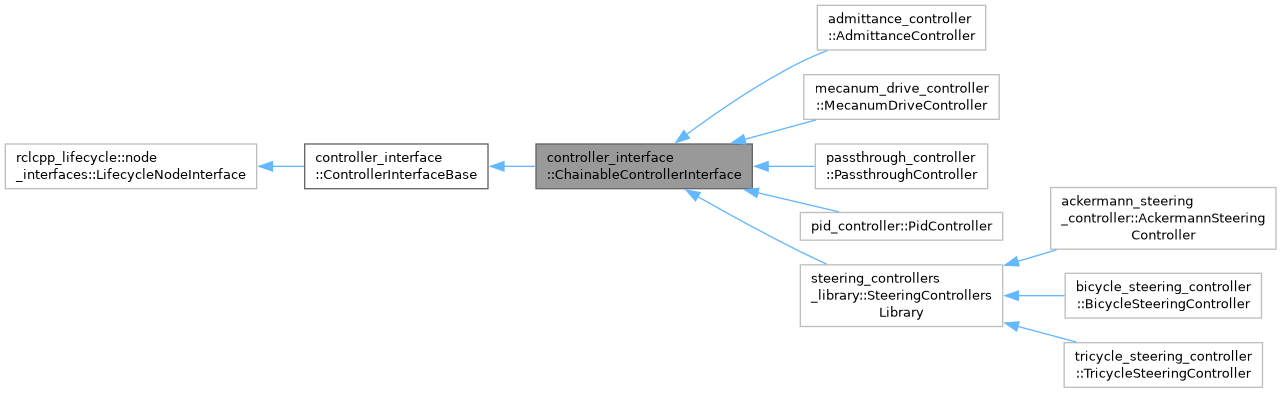 rclcpp_lifecycle::node
_interfaces::LifecycleNodeInterface
controller_interface
::ControllerInterfaceBase
controller_interface
::ChainableControllerInterface
admittance_controller
::AdmittanceController
mecanum_drive_controller
::MecanumDriveController
passthrough_controller
::PassthroughController
pid_controller::PidController
steering_controllers
_library::SteeringControllers
Library
ackermann_steering
_controller::AckermannSteering
Controller
bicycle_steering_controller
::BicycleSteeringController
tricycle_steering_controller
::TricycleSteeringController